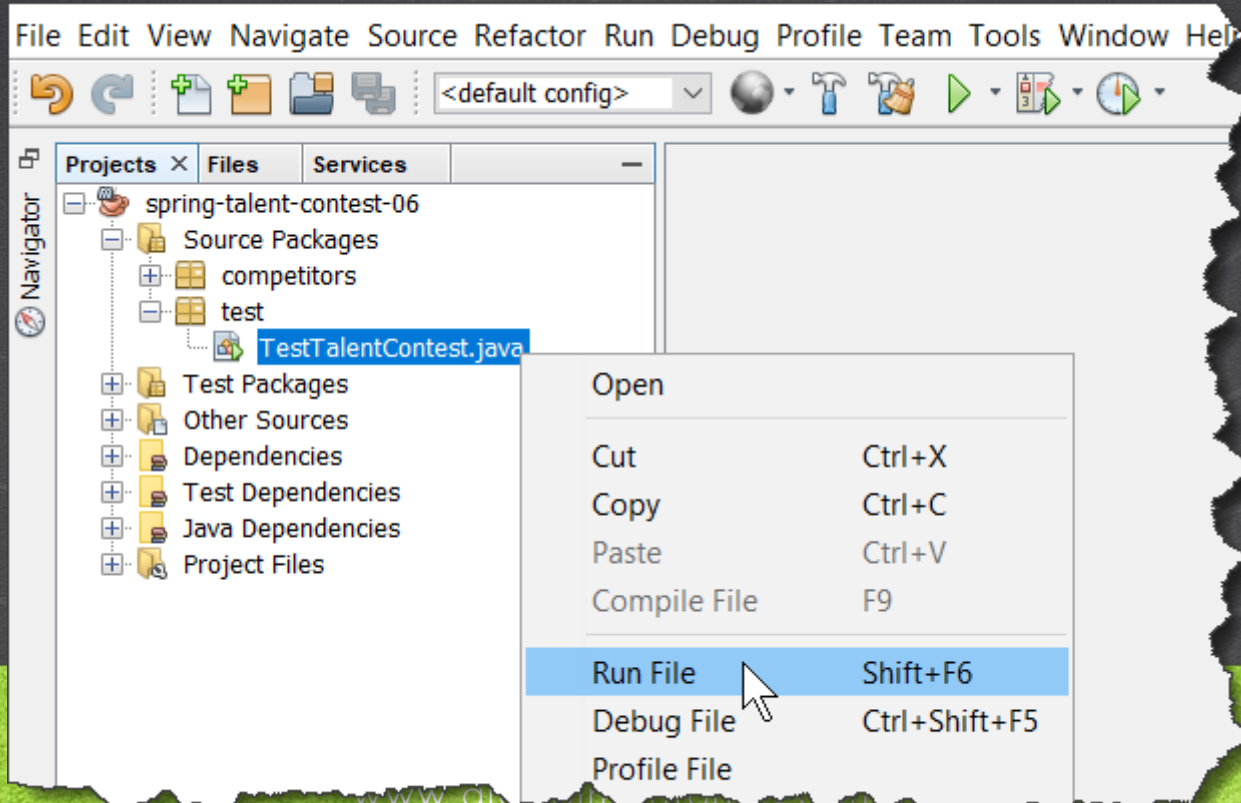 File Edit View Navigate Source Refactor Run Debug Profile Team Tools Window Help
<default config>
Projects Files Services
Navigator
spring-talent-contest-06
Source Packages
competitors
test
TestTalentContest.java
Test Packages
Other Sources
Dependencies
Test Dependencies
Java Dependencies
Project Files
Open
Cut Ctrl+X
Copy Ctrl+C
Paste Ctrl+V
Compile File F9
Run File Shift+F6
Debug File Ctrl+Shift+F5
Profile File